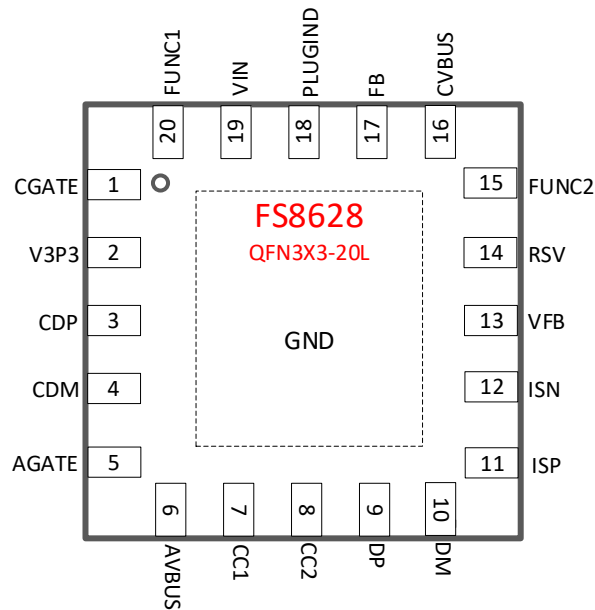 FUNC1
VIN
PLUGIND
FB
CVBUS
20
19
18
17
16
CGATE 1
V3P3 2
CDP 3
CDM 4
AGATE 5
FS8628
QFN3X3-20L
GND
15 FUNC2
14 RSV
13 VFB
12 ISN
11 ISP
6
7
8
9
10
AVBUS
CC1
CC2
DP
DM